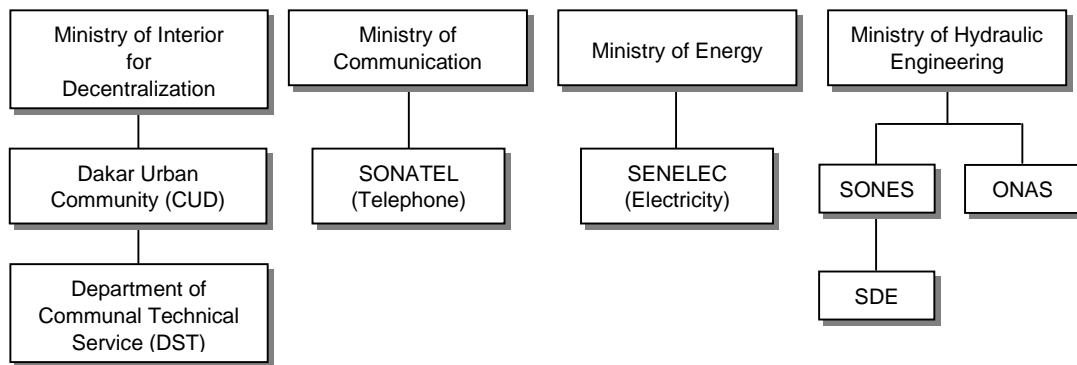 Ministry of Interior
for
Decentralization
Ministry of
Communication
Ministry of Energy
Ministry of Hydraulic
Engineering
Dakar Urban
Community (CUD)
SONATEL
(Telephone)
SENELEC
(Electricity)
SONES
ONAS
Department of
Communal Technical
Service (DST)
SDE